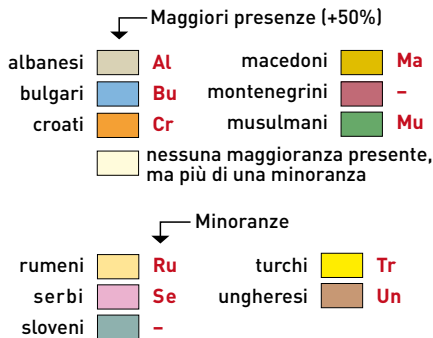 Maggiori presenze (+50%)
albanesi Al macedoni Ma
bulgari Bu montenegrini –
croati Cr musulmani Mu
nessuna maggioranza presente,
ma più di una minoranza
Minoranze
rumeni Ru turchi Tr
serbi Se ungheresi Un
sloveni –